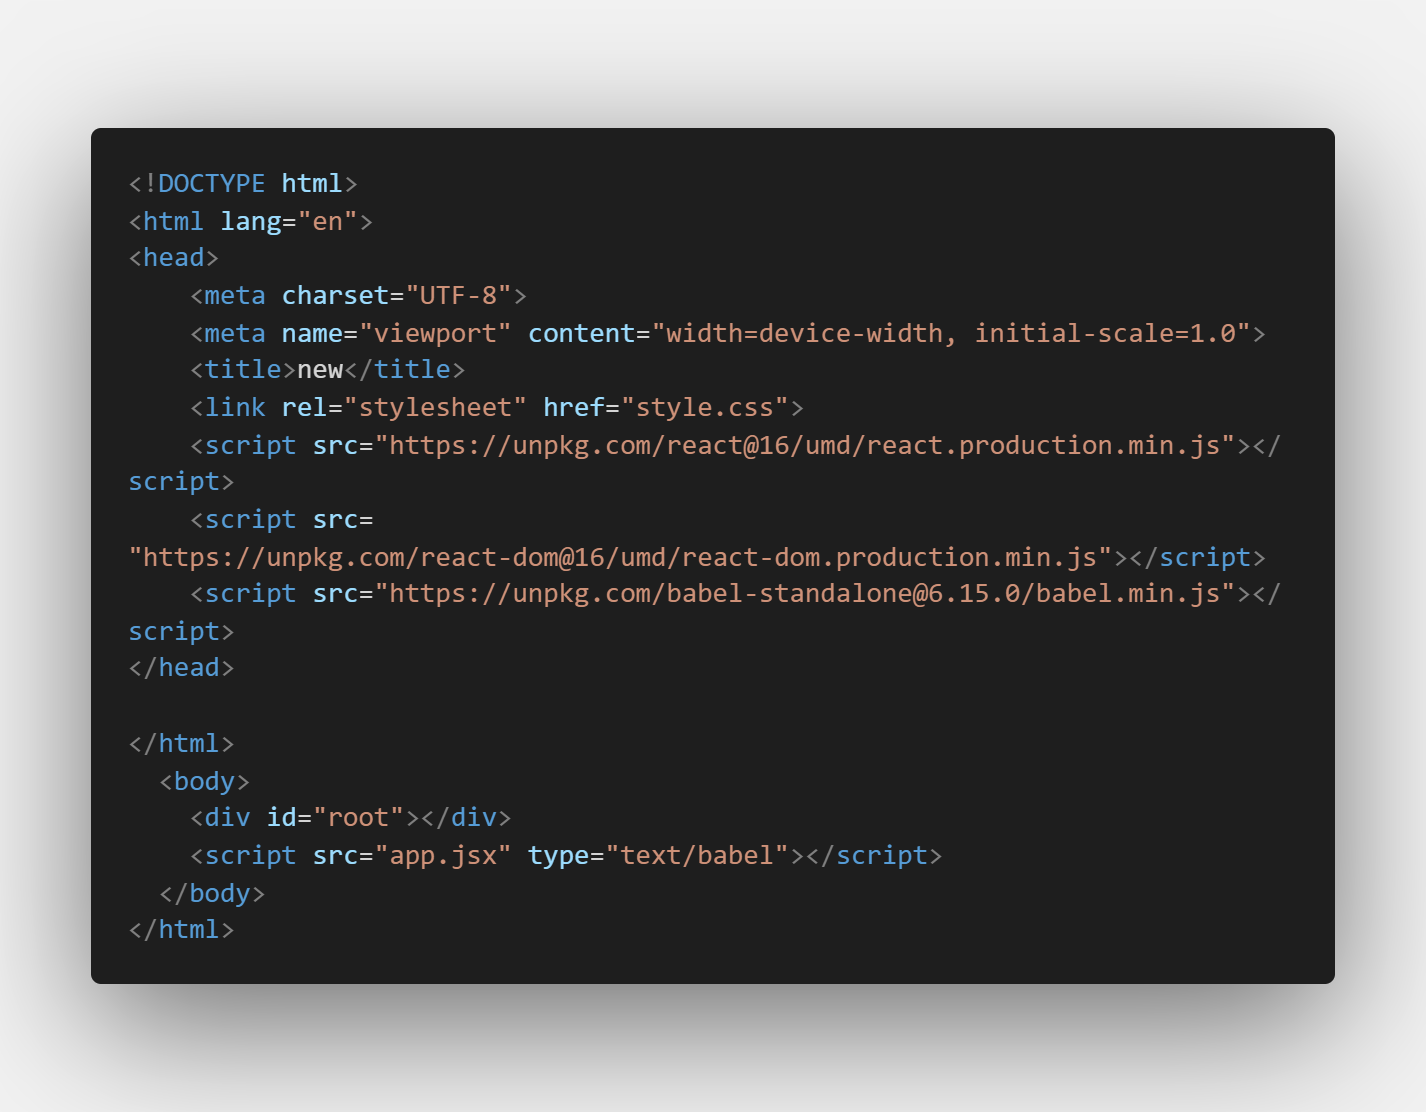 <!DOCTYPE html>
<html lang="en">
<head>
    <meta charset="UTF-8">
    <meta name="viewport" content="width=device-width, initial-scale=1.0">
    <title>new</title>
    <link rel="stylesheet" href="style.css">
    <script src="https://unpkg.com/react@16/umd/react.production.min.js"></
script>
    <script src=
"https://unpkg.com/react-dom@16/umd/react-dom.production.min.js"></script>
    <script src="https://unpkg.com/babel-standalone@6.15.0/babel.min.js"></
script>
</head>

</html>
  <body>
    <div id="root"></div>
    <script src="app.jsx" type="text/babel"></script>
  </body>
</html>